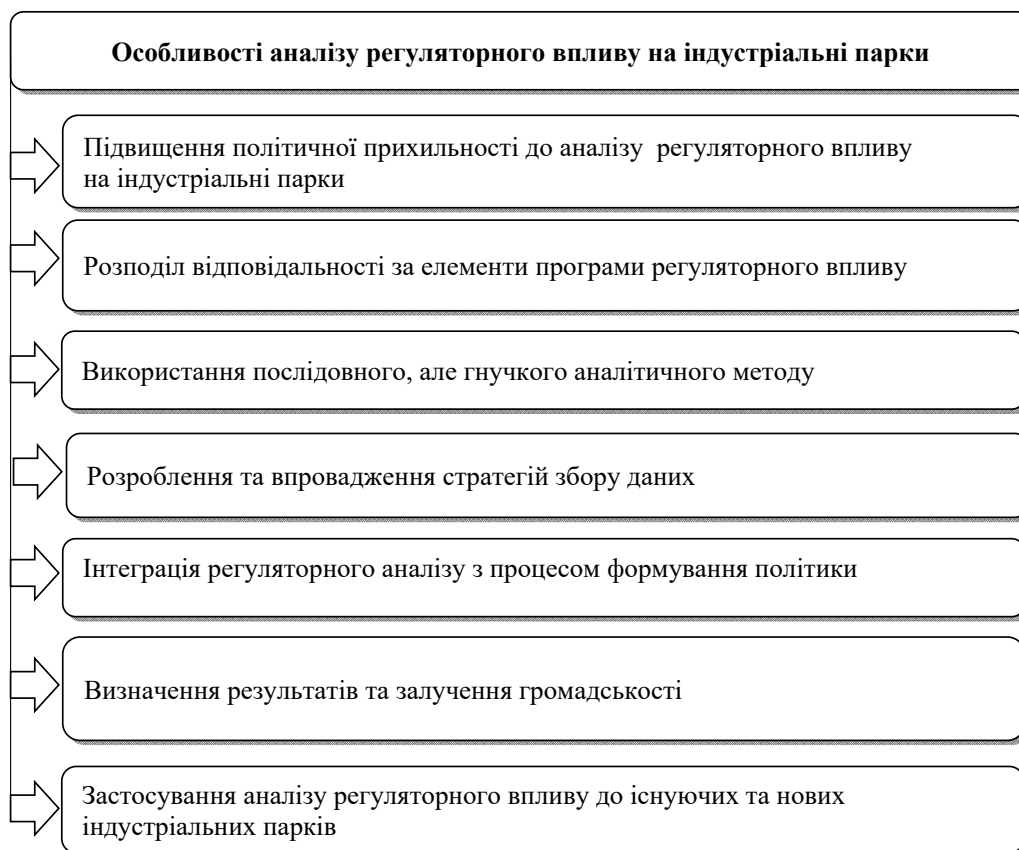 Особливості аналізу регуляторного впливу на індустріальні парки
Підвищення політичної прихильності до аналізу регуляторного впливу
на індустріальні парки
Розподіл відповідальності за елементи програми регуляторного впливу
Використання послідовного, але гнучкого аналітичного методу
Розроблення та впровадження стратегій збору даних
Інтеграція регуляторного аналізу з процесом формування політики
Визначення результатів та залучення громадськості
Застосування аналізу регуляторного впливу до існуючих та нових
індустріальних парків